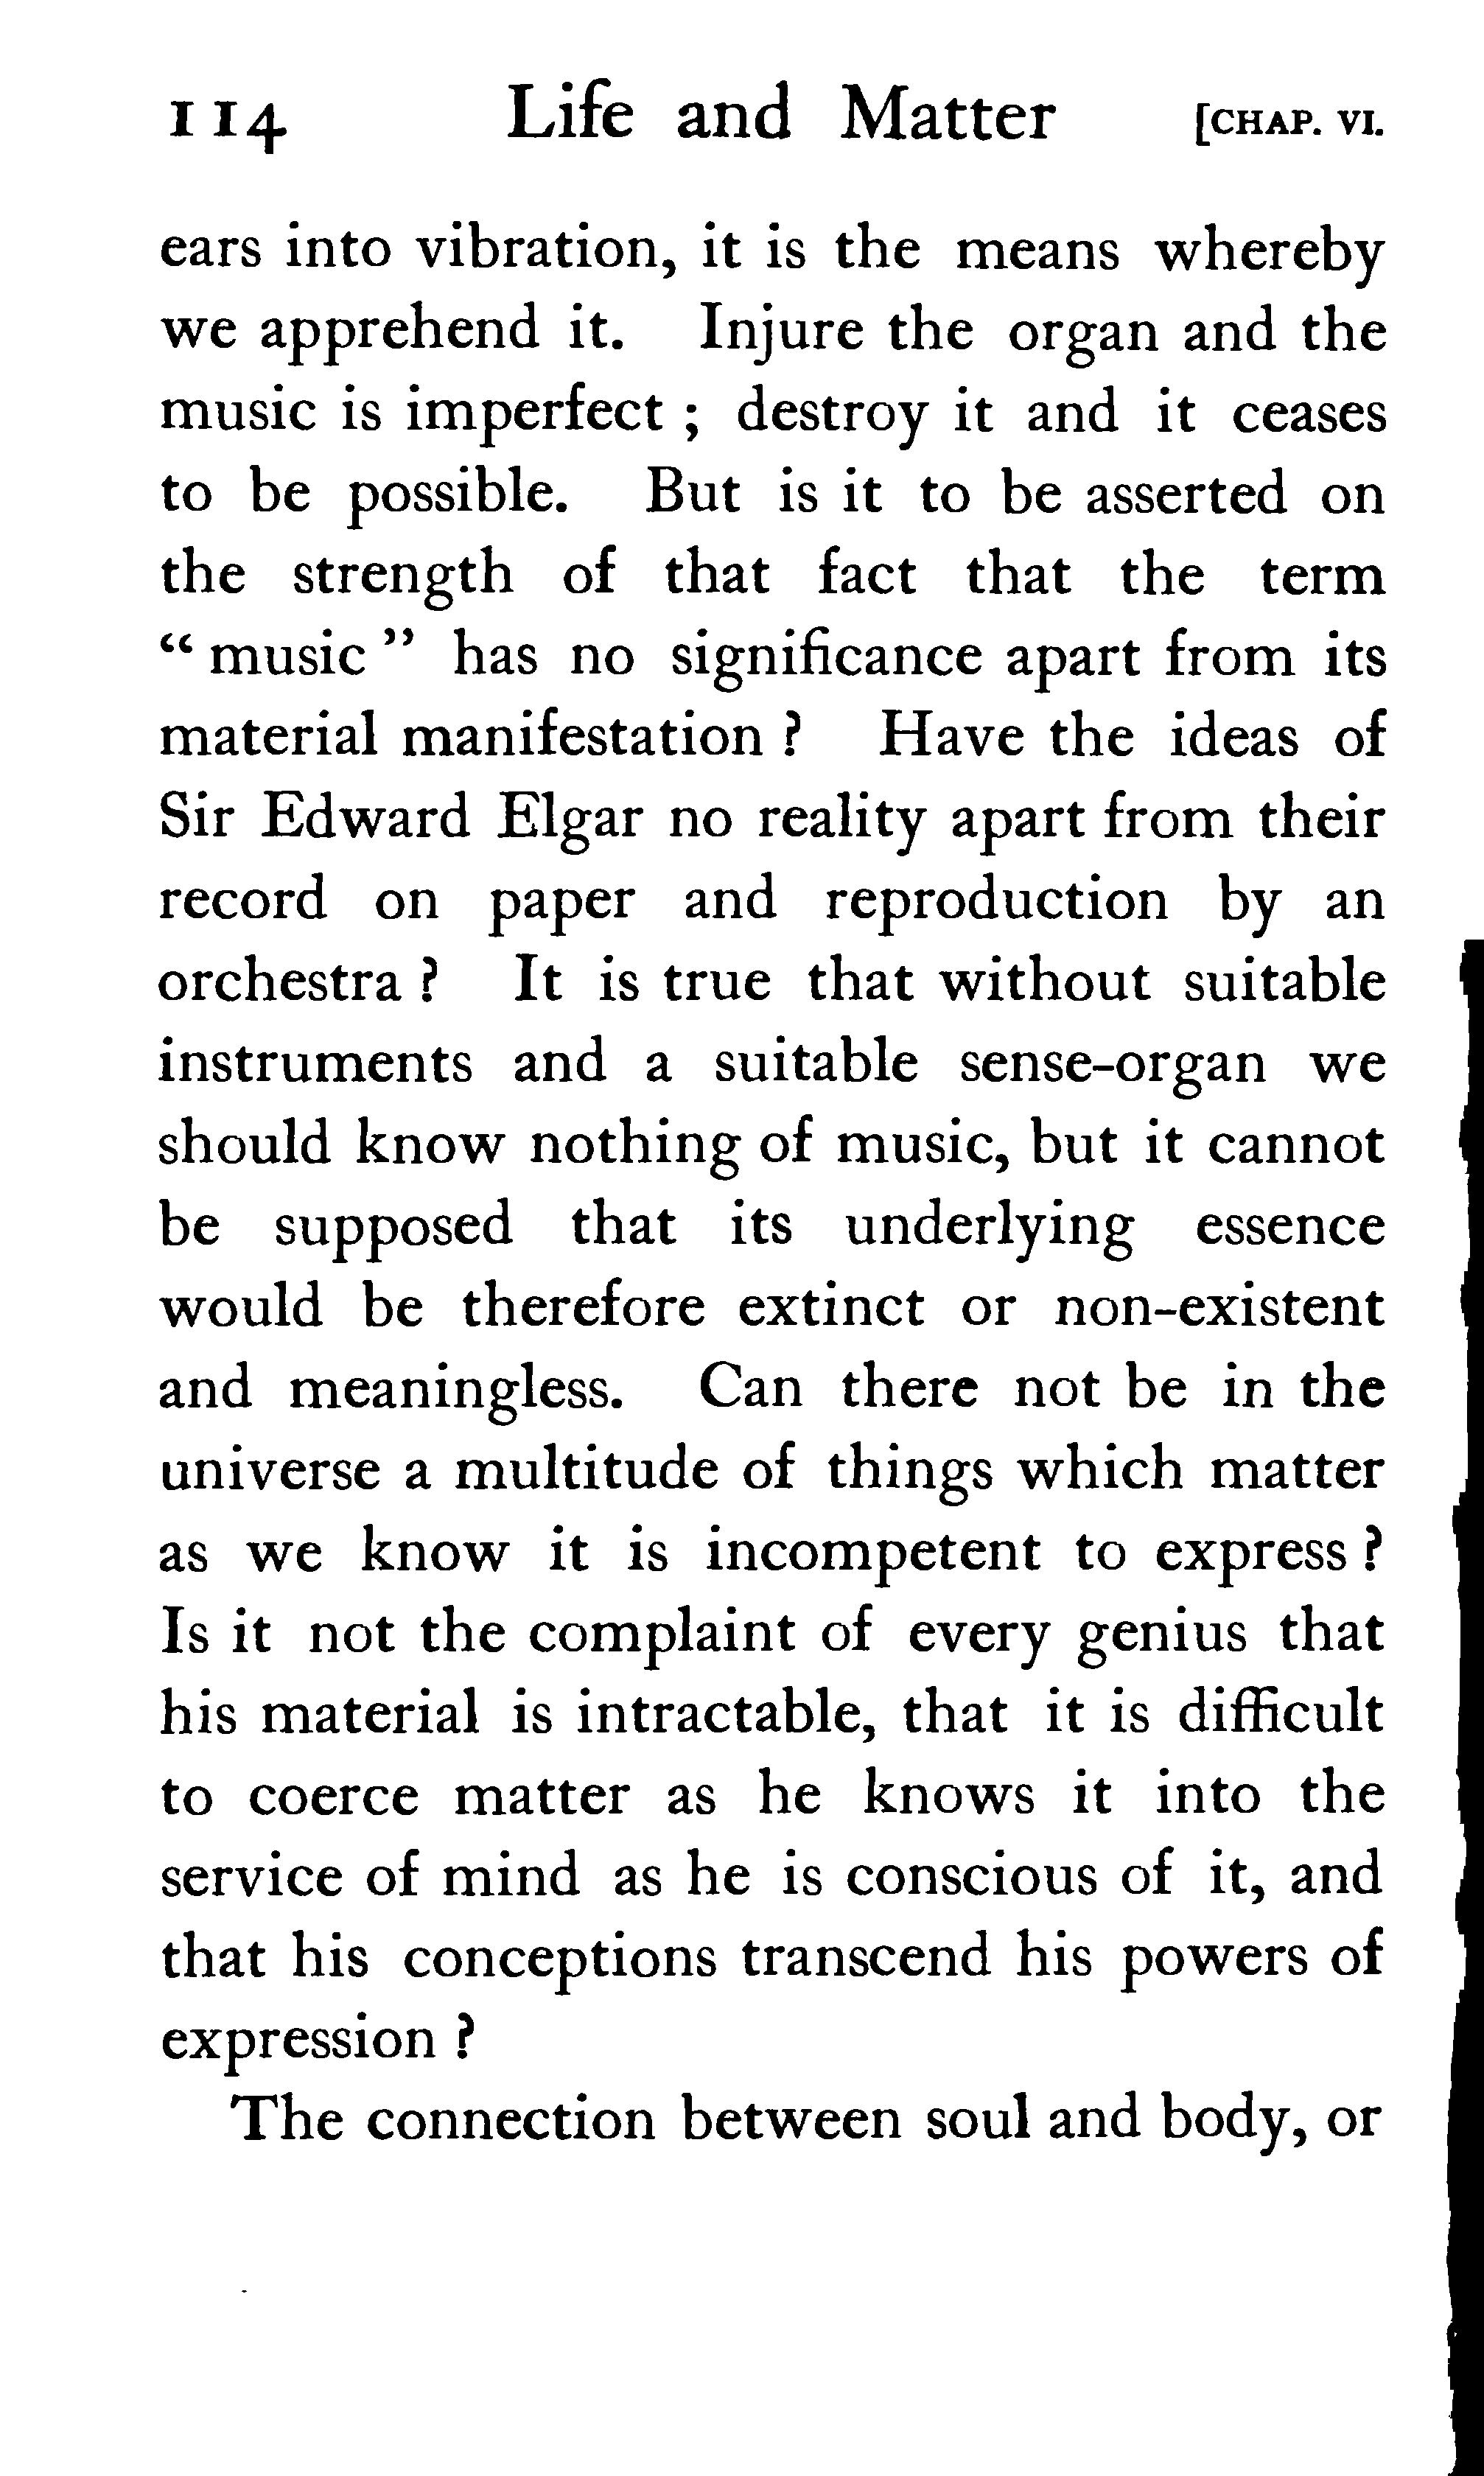 114 Life and Matter [CHAP. VI.
ears into vibration, it is the means whereby
we apprehend it. Injure the organ and the
music is imperfect ; destroy it and it ceases
to be possible. But is it to be asserted on
the strength of that fact that the term
“ music ” has no significance apart from its
material manifestation ? Have the ideas of
Sir Edward Elgar no reality apart from their
record on paper and reproduction by an
orchestra ? It is true that without suitable
instruments and a suitable sense-organ we
should know nothing of music, but it cannot
be supposed that its underlying essence
would be therefore extinct or non-existent
and meaningless. Can there not be in the
universe a multitude of things which matter
as we know it is incompetent to express ?
Is it not the complaint of every genius that
his material is intractable, that it is difficult
to coerce matter as he knows it into the
service of mind as he is conscious of it, and
that his conceptions transcend his powers of
expression ?
The connection between soul and body, or